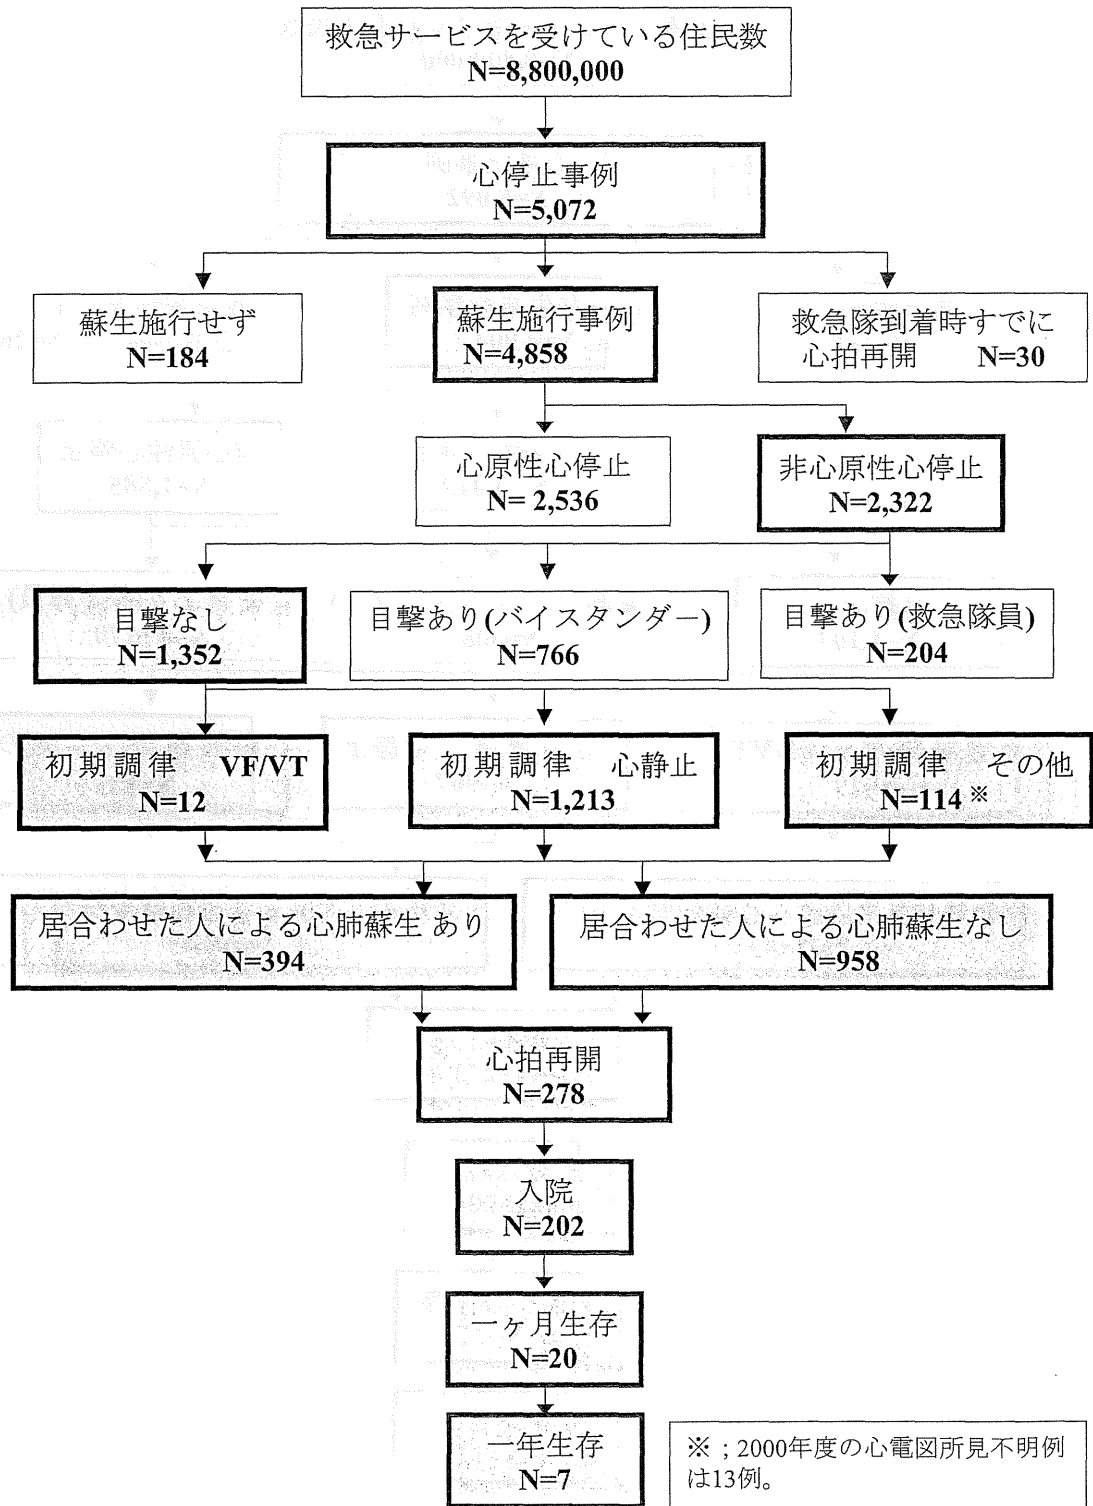 救急サービスを受けている住民数
N=8,800,000
心停止事例
N=5,072
蘇生施行せず
N=184
蘇生施行事例
N=4,858
救急隊到着時すでに
心拍再開 N=30
心原性心停止
N= 2,536
非心原性心停止
N=2,322
目撃なし
N=1,352
目撃あり(バイスタンダー)
N=766
目撃あり(救急隊員)
N=204
初期調律 VF/VT
N=12
初期調律 心静止
N=1,213
初期調律 その他
N=114※
居合わせた人による心肺蘇生 あり
N=394
居合わせた人による心肺蘇生なし
N=958
心拍再開
N=278
入院
N=202
一ヶ月生存
N=20
一年生存
N=7
※ ; 2000年度の心電図所見不明例
は13例。